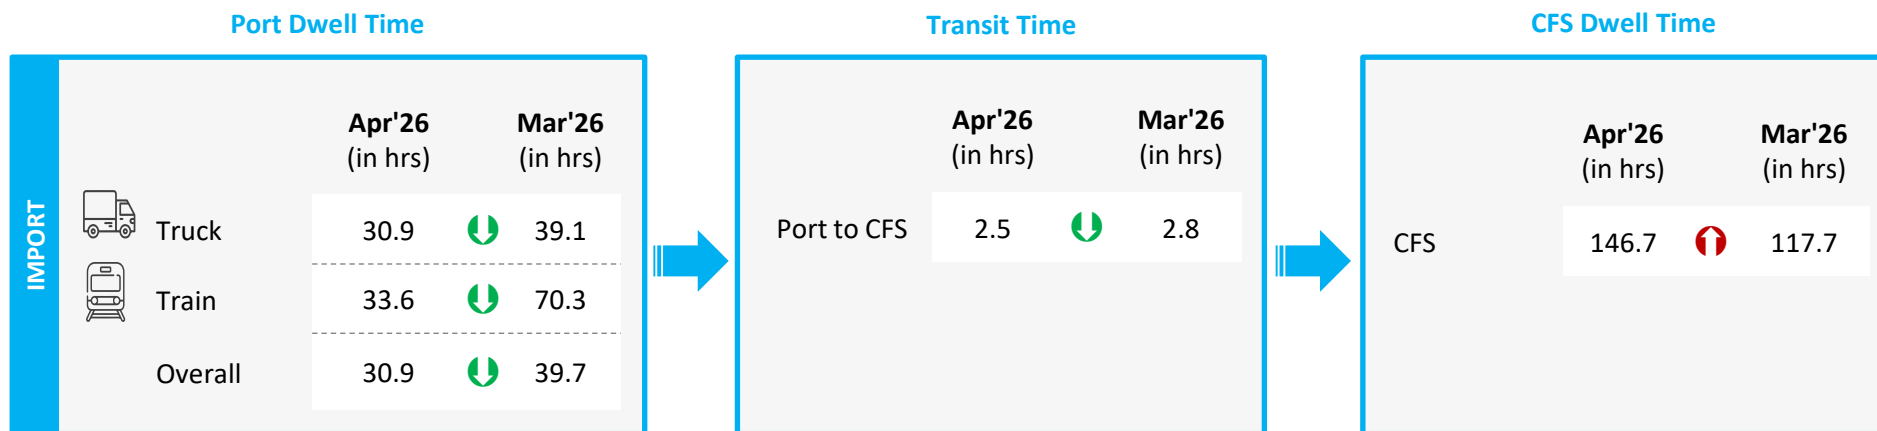 Port Dwell Time
Transit Time
CFS Dwell Time
IMPORT
Apr'26 Mar'26
(in hrs) (in hrs)
Truck 30.9 39.1
Train 33.6 70.3
Overall 30.9 39.7
Apr'26 Mar'26
(in hrs) (in hrs)
Port to CFS 2.5 2.8
Apr'26 Mar'26
(in hrs) (in hrs)
CFS 146.7 117.7